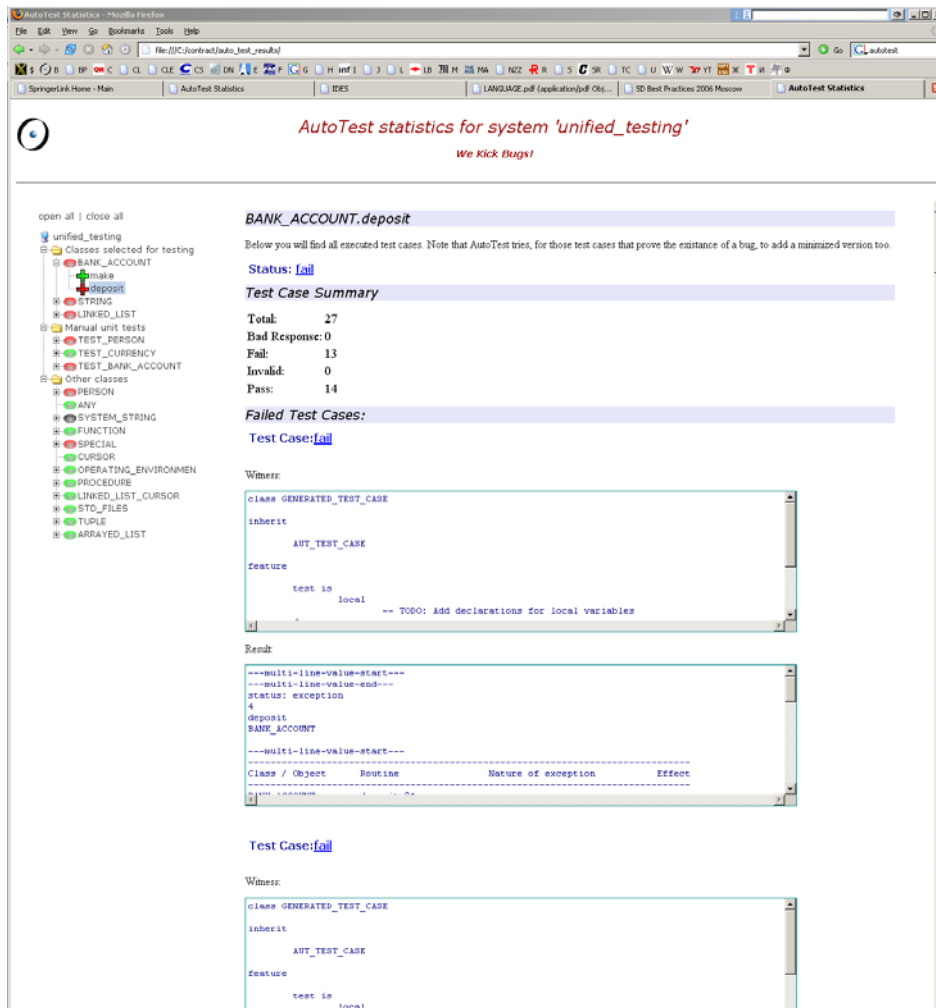 AutoTest Statistics - Mozilla Firefox
File Edit View Go Bookmarks Tools Help
file:///C:/contract/auto_test_results/ Go autotest
SpringerLink Home - Main AutoTest Statistics IDES LANGUAGE.pdf (application/pdf Obj... SD Best Practices 2006 Moscow AutoTest Statistics
AutoTest statistics for system 'unified_testing'
We Kick Bugs!
open all | close all
unified_testing
Classes selected for testing
BANK_ACCOUNT
make
deposit
STRING
LINKED_LIST
Manual unit tests
TEST_PERSON
TEST_CURRENCY
TEST_BANK_ACCOUNT
Other classes
PERSON
ANY
SYSTEM_STRING
FUNCTION
SPECIAL
CURSOR
OPERATING_ENVIRONMEN
PROCEDURE
LINKED_LIST_CURSOR
STD_FILES
TUPLE
ARRAYED_LIST
BANK_ACCOUNT.deposit
Below you will find all executed test cases. Note that AutoTest tries, for those test cases that prove the existance of a bug, to add a minimized version too.
Status: fail
Test Case Summary
Total: 27
Bad Response: 0
Fail: 13
Invalid: 0
Pass: 14
Failed Test Cases:
Test Case:fail
Witness:
class GENERATED_TEST_CASE
inherit
AUT_TEST_CASE
feature
test is
local
-- TODO: Add declarations for local variables
Result:
---multi-line-value-start---
---multi-line-value-end---
status: exception
4
deposit
BANK_ACCOUNT
---multi-line-value-start---
Class / Object Routine Nature of exception Effect
Test Case:fail
Witness:
class GENERATED_TEST_CASE
inherit
AUT_TEST_CASE
feature
test is
local